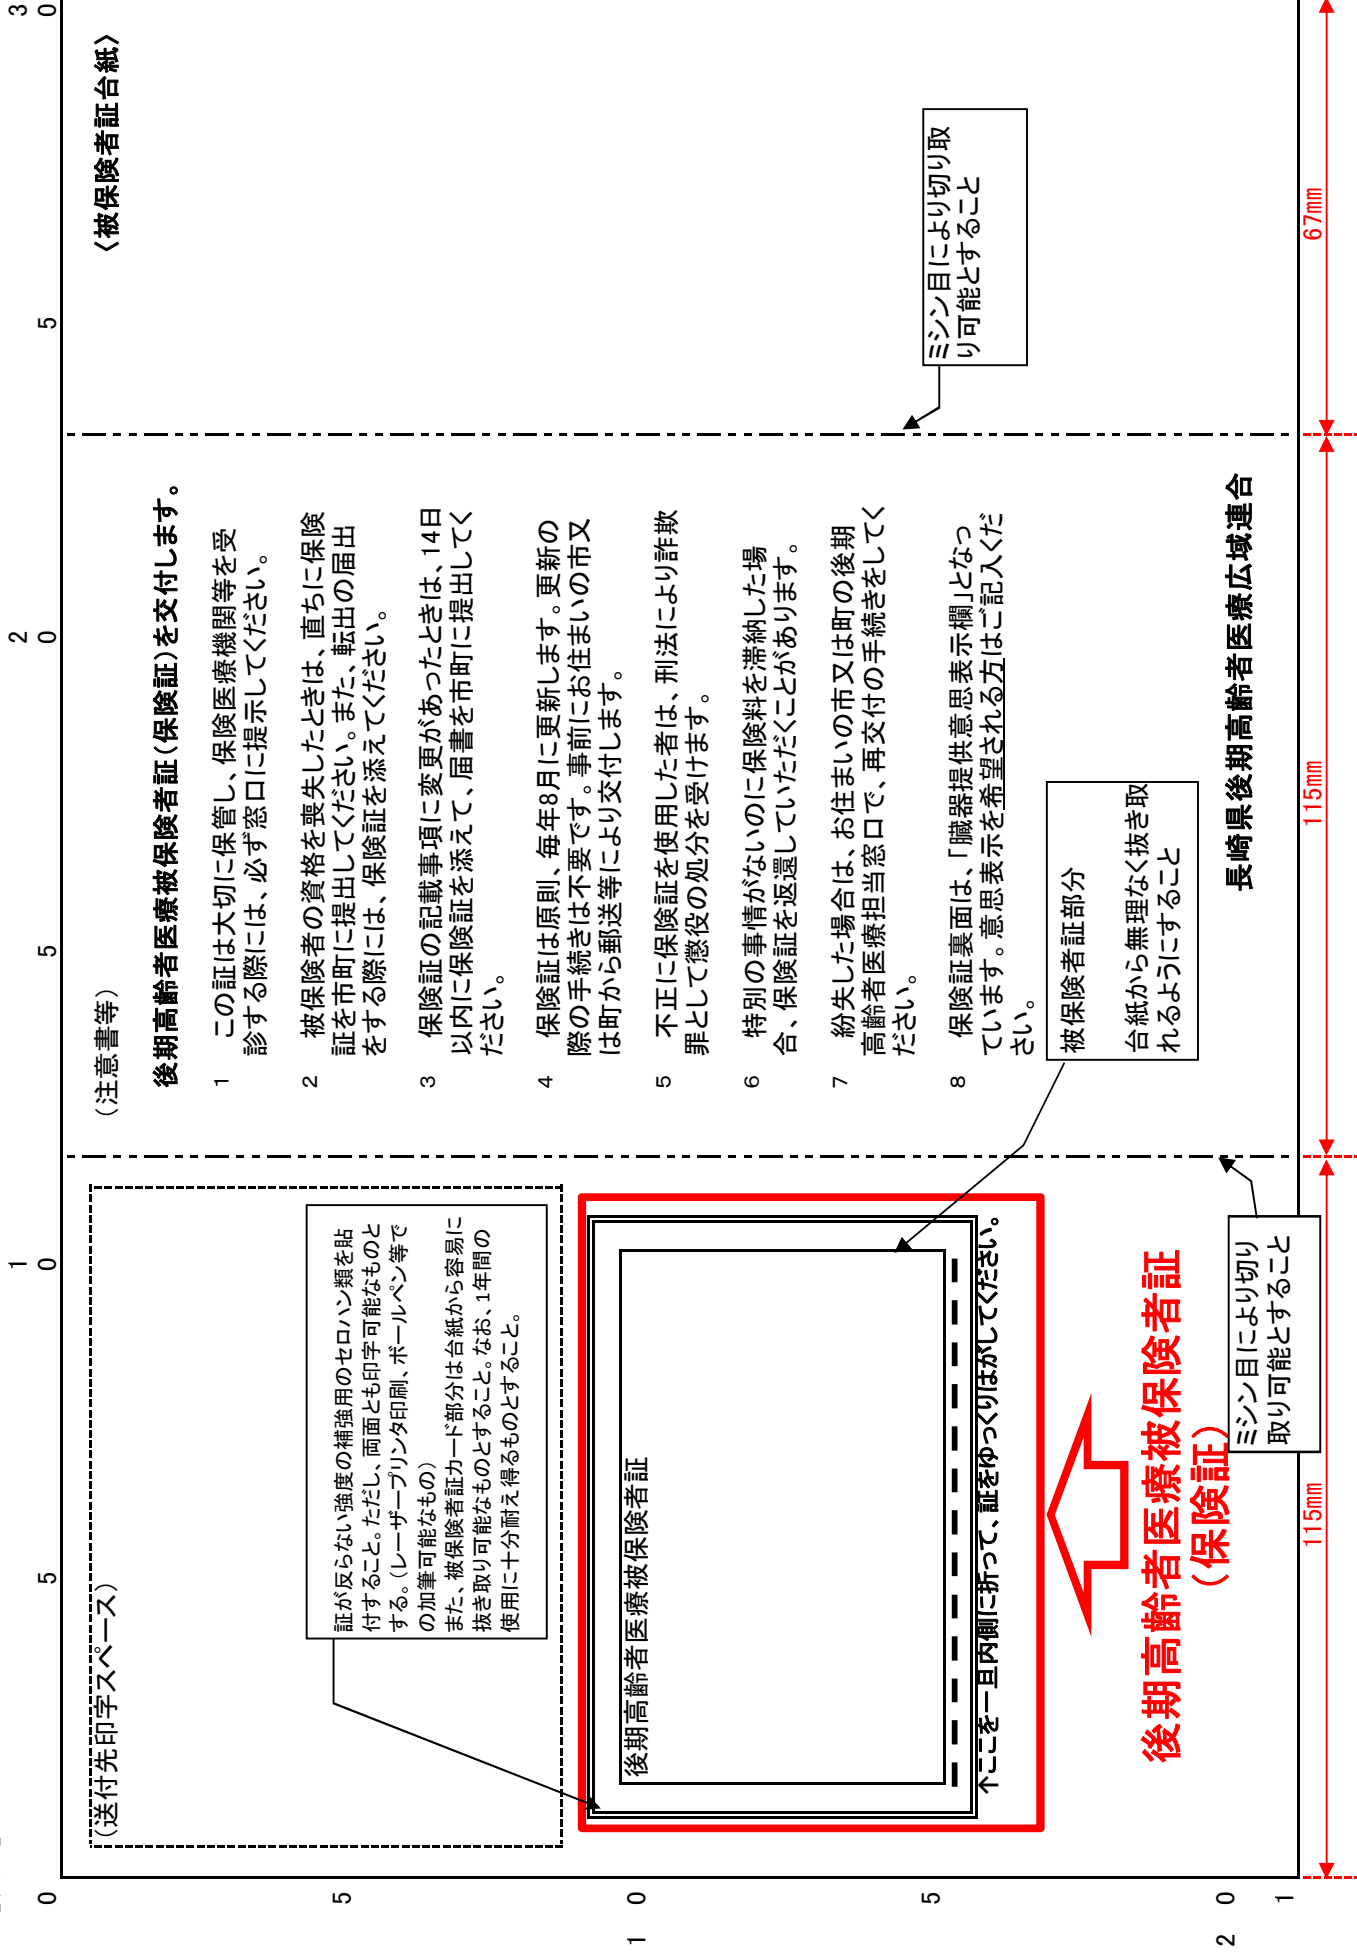 〈被保険者証台紙〉
（送付先印字スペース）
証が反らない強度の補強用のセロハン類を貼
付すること。ただし、両面とも印字可能なものと
する。（レーザープリンタ印刷、ボールペン等で
の加筆可能なもの）
また、被保険者証カード部分は台紙から容易に
抜き取り可能なものとすること。なお、1年間の
使用に十分耐え得るものとすること。
後期高齢者医療被保険者証
↑ここを一旦内側に折って、証をゆっくりはがしてください。
後期高齢者医療被保険者証
（保険証）
ミシン目により切り
取り可能とすること
（注意書等）
後期高齢者医療被保険者証（保険証）を交付します。
1 この証は大切に保管し、保険医療機関等を受
診する際には、必ず窓口に提示してください。
2 被保険者の資格を喪失したときは、直ちに保険
証を市町に提出してください。また、転出の届出
をする際には、保険証を添えてください。
3 保険証の記載事項に変更があったときは、14日
以内に保険証を添えて、届書を市町に提出してく
ださい。
4 保険証は原則、毎年8月に更新します。更新の
際の手続きは不要です。事前にお住まいの市又
は町から郵送等により交付します。
5 不正に保険証を使用した者は、刑法により詐欺
罪として懲役の処分を受けます。
6 特別の事情がないのに保険料を滞納した場
合、保険証を返還していただくことがあります。
7 紛失した場合は、お住まいの市又は町の後期
高齢者医療担当窓口で、再交付の手続きをしてく
ださい。
8 保険証裏面は、「臓器提供意思表示欄」となっ
ています。意思表示を希望される方はご記入くだ
さい。
被保険者証部分
台紙から無理なく抜き取
れるようにすること
長崎県後期高齢者医療広域連合
ミシン目により切り取
り可能とすること
115mm
115mm
67mm
0
5
1
0
5
2
0
5
3
0
5
1
0
5
2
0
1